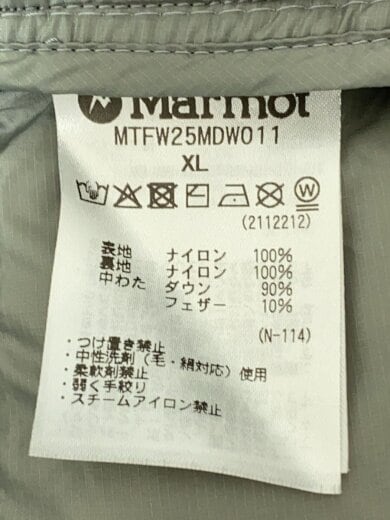 Marmot
MTFW25MDW011
XL
(2112212)
表地 ナイロン 100%
裏地 ナイロン 100%
中わた ダウン 90%
フェザー 10%
(N-114)
・つけ置き禁止
・中性洗剤(毛・絹対応)使用
・柔軟剤禁止
・弱く手絞り
・スチームアイロン禁止